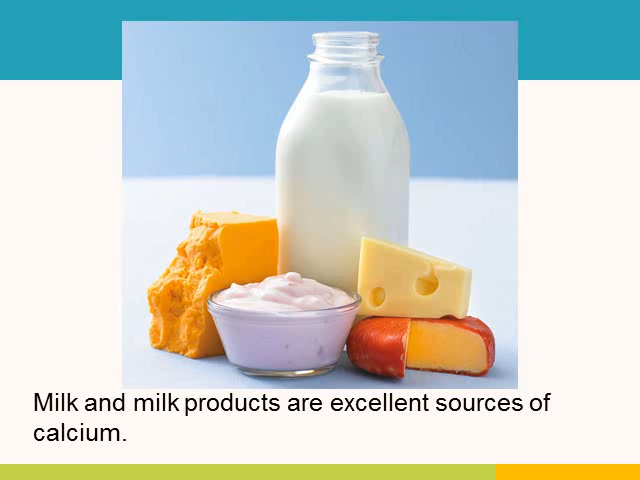 Milk and milk products are excellent sources of
calcium.